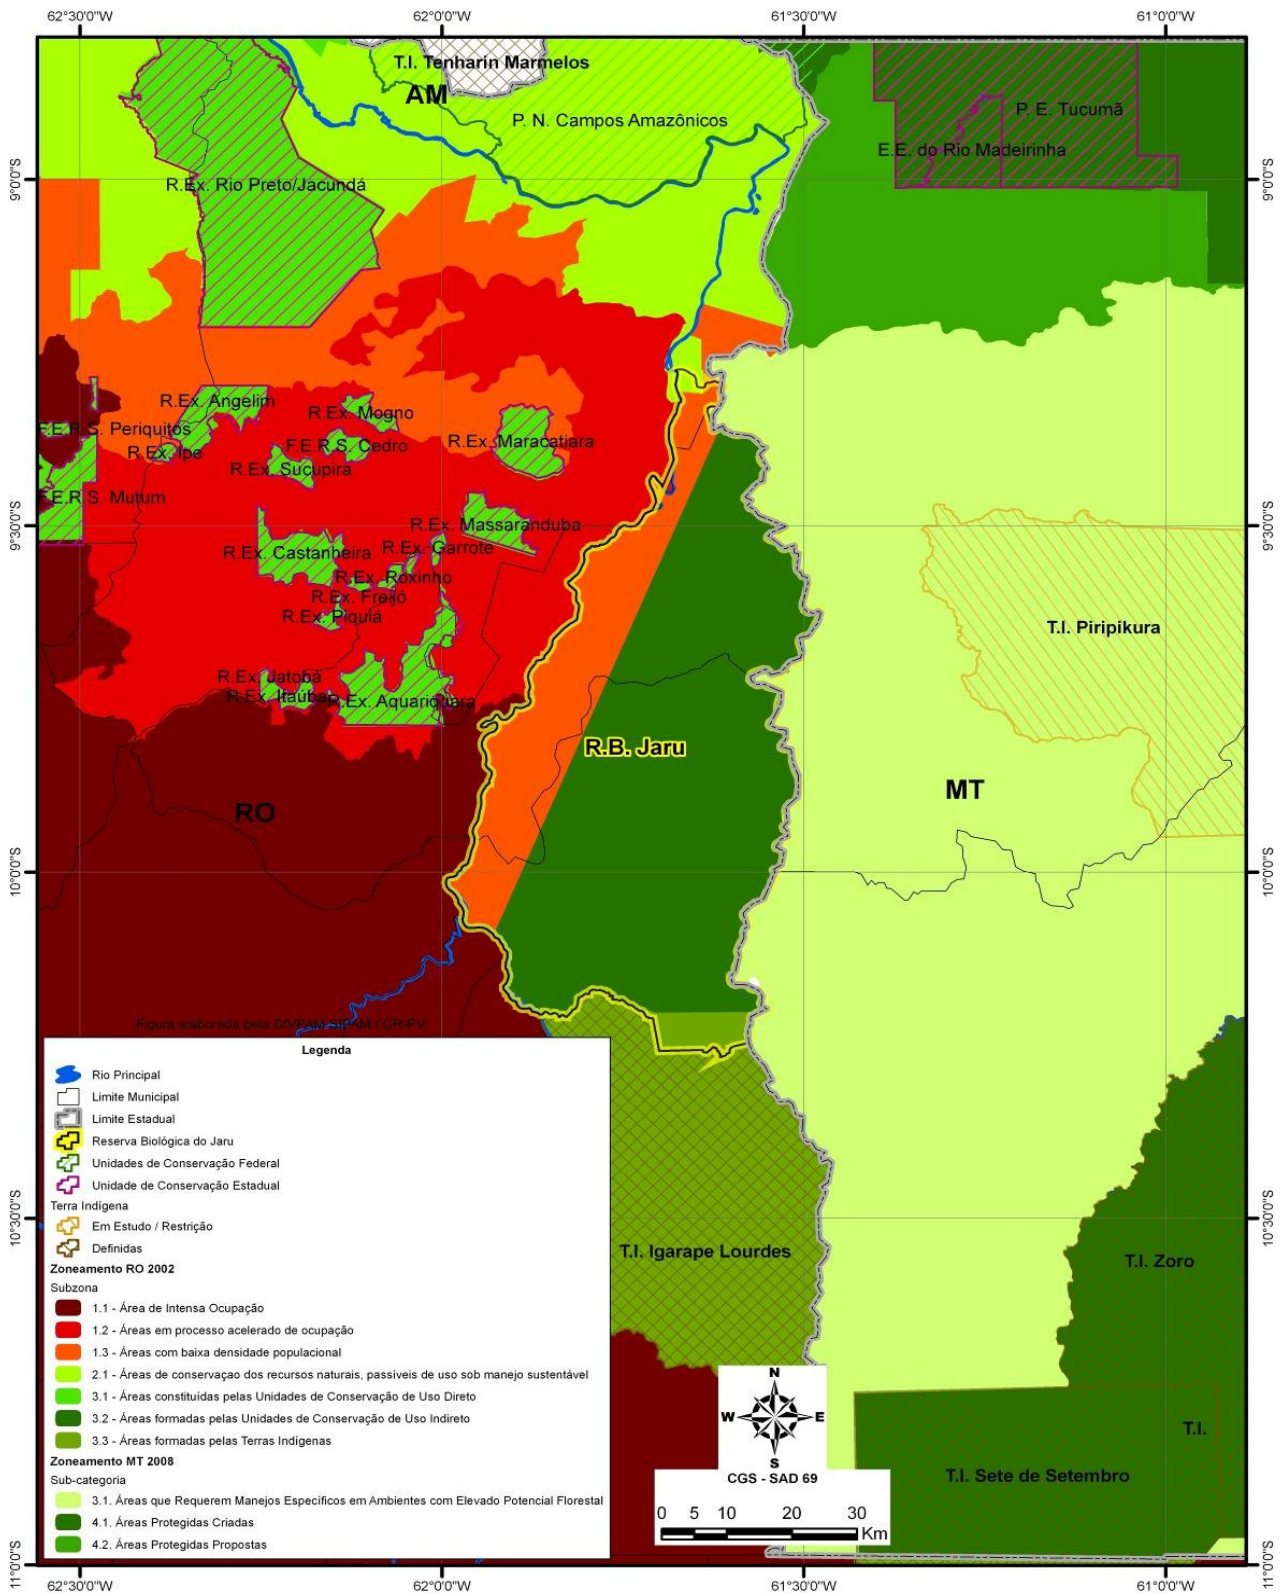 62°30'0"W 62°0'0"W 61°30'0"W 61°0'0"W
T.I. Tenharin Marmelos
AM
P. N. Campos Amazônicos
P. E. Tucumã
E.E. do Rio Madeirinha
9°0'0"S 9°0'0"S
R.Ex. Rio Preto/Jacundá
R.Ex. Angelim
R.Ex. Mogno
F.E.R.S. Periquitos
F.E.R.S. Cedro
R.Ex. Maracatiara
R.Ex. Ipe
R.Ex. Sucupira
F.E.R.S. Mutum
9°30'0"S 9°30'0"S
R.Ex. Massaranduba
R.Ex. Castanheira
R.Ex. Garrote
R.Ex. Roxinho
R.Ex. Freijó
R.Ex. Piquiá
T.I. Piripikura
R.Ex. Jatobá
R.Ex. Itaúba
R.Ex. Aquariquara
R.B. Jaru
MT
RO
10°0'0"S 10°0'0"S
Figura elaborada pela DIVPAM-SIPAM / CR-PV
Legenda
Rio Principal
Limite Municipal
Limite Estadual
Reserva Biológica do Jaru
Unidades de Conservação Federal
Unidade de Conservação Estadual
Terra Indígena
Em Estudo / Restrição
Definidas
Zoneamento RO 2002
Subzona
1.1 - Área de Intensa Ocupação
1.2 - Áreas em processo acelerado de ocupação
1.3 - Áreas com baixa densidade populacional
2.1 - Áreas de conservaçao dos recursos naturais, passíveis de uso sob manejo sustentável
3.1 - Áreas constituídas pelas Unidades de Conservação de Uso Direto
3.2 - Áreas formadas pelas Unidades de Conservação de Uso Indireto
3.3 - Áreas formadas pelas Terras Indígenas
Zoneamento MT 2008
Sub-categoria
3.1. Áreas que Requerem Manejos Específicos em Ambientes com Elevado Potencial Florestal
4.1. Áreas Protegidas Criadas
4.2. Áreas Protegidas Propostas
10°30'0"S 10°30'0"S
T.I. Igarape Lourdes
T.I. Zoro
N
W E
S
CGS - SAD 69
0 5 10 20 30
Km
T.I.
T.I. Sete de Setembro
11°0'0"S 11°0'0"S
62°30'0"W 62°0'0"W 61°30'0"W 61°0'0"W